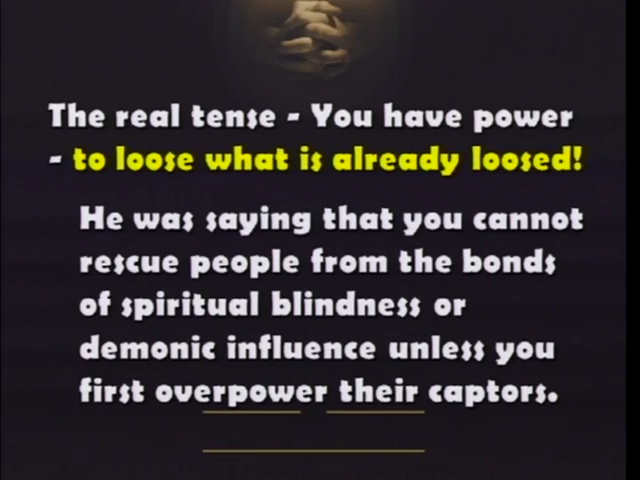 The real tense - You have power
- to loose what is already loosed!
He was saying that you cannot
rescue people from the bonds
of spiritual blindness or
demonic influence unless you
first overpower their captors.